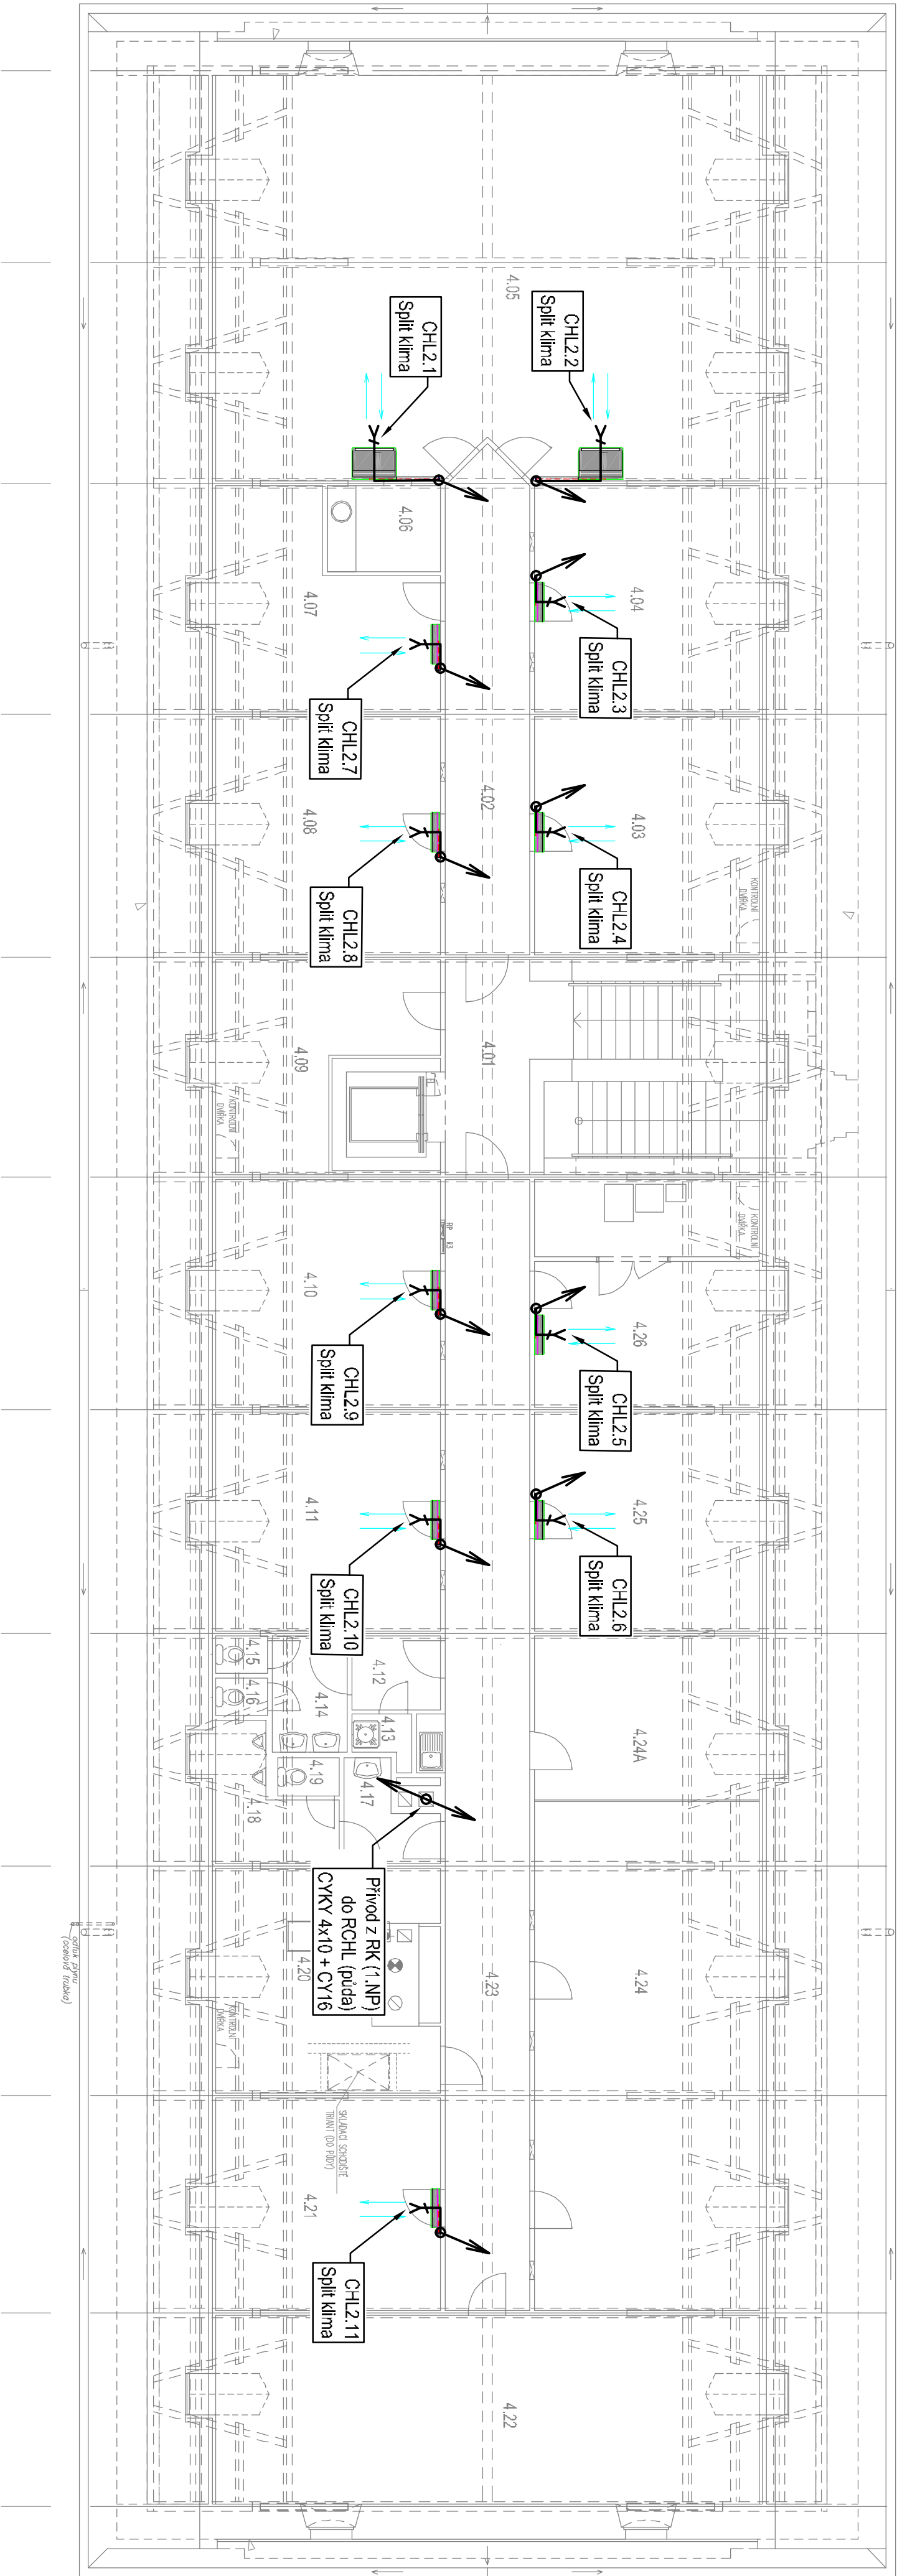 4.05
CHL2.2
Split klima
CHL2.1
Split klima
4.06
4.04
CHL2.3
Split klima
4.07
CHL2.7
Split klima
4.02
4.03
CHL2.4
Split klima
4.08
CHL2.8
Split klima
KONTROLNÍ
DVÍŘKA
4.01
4.09
KONTROLNÍ
DVÍŘKA
KONTROLNÍ
DVÍŘKA
RP
4.10
CHL2.9
Split klima
4.26
CHL2.5
Split klima
4.11
CHL2.10
Split klima
4.25
CHL2.6
Split klima
4.12
4.13
4.14
4.15
4.16
4.17
4.18
4.19
4.24A
Přívod z RK (1.NP)
do RCHL (půda)
CYKY 4x10 + CY16
4.20
4.23
4.24
KONTROLNÍ
DVÍŘKA
odfuk plynu
(ocelová trubka)
SKLÁDACÍ SCHODIŠTĚ
TRIANT (DO PŮDY)
4.21
CHL2.11
Split klima
4.22